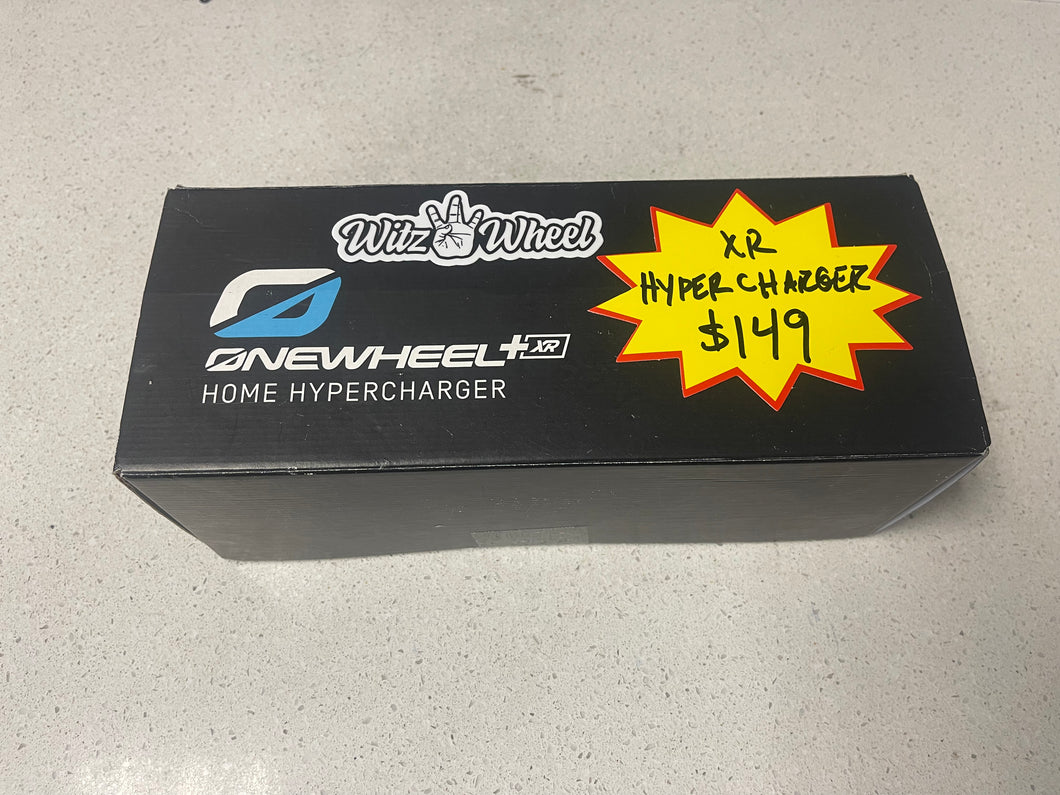 Witz Wheel
ONEWHEEL+XR
HOME HYPERCHARGER
XR
HYPERCHARGER
$149